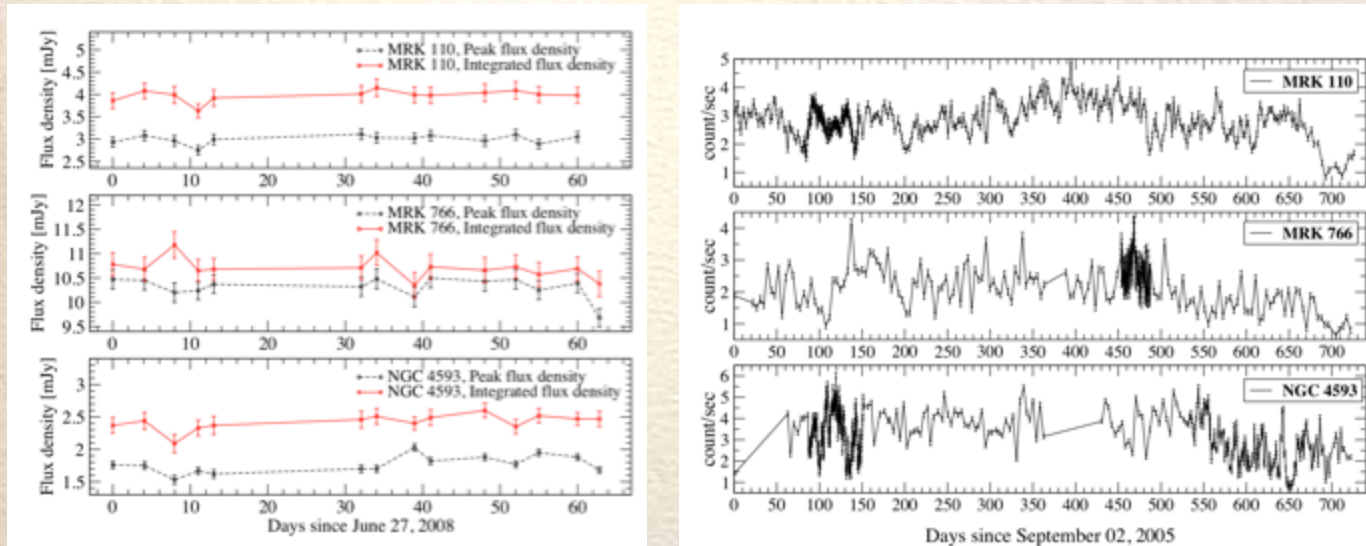 Flux density [mJy]
5
4.5
4
3.5
3
2.5
MRK 110, Peak flux density
MRK 110, Integrated flux density
0 10 20 30 40 50 60
Flux density [mJy]
12
11.5
11
10.5
10
9.5
MRK 766, Peak flux density
MRK 766, Integrated flux density
0 10 20 30 40 50 60
Flux density [mJy]
3
2.5
2
1.5
NGC 4593, Peak flux density
NGC 4593, Integrated flux density
0 10 20 30 40 50 60
Days since June 27, 2008
count/sec
5
4
3
2
1
MRK 110
0 50 100 150 200 250 300 350 400 450 500 550 600 650 700
count/sec
4
3
2
1
MRK 766
0 50 100 150 200 250 300 350 400 450 500 550 600 650 700
count/sec
6
5
4
3
2
1
NGC 4593
0 50 100 150 200 250 300 350 400 450 500 550 600 650 700
Days since September 02, 2005